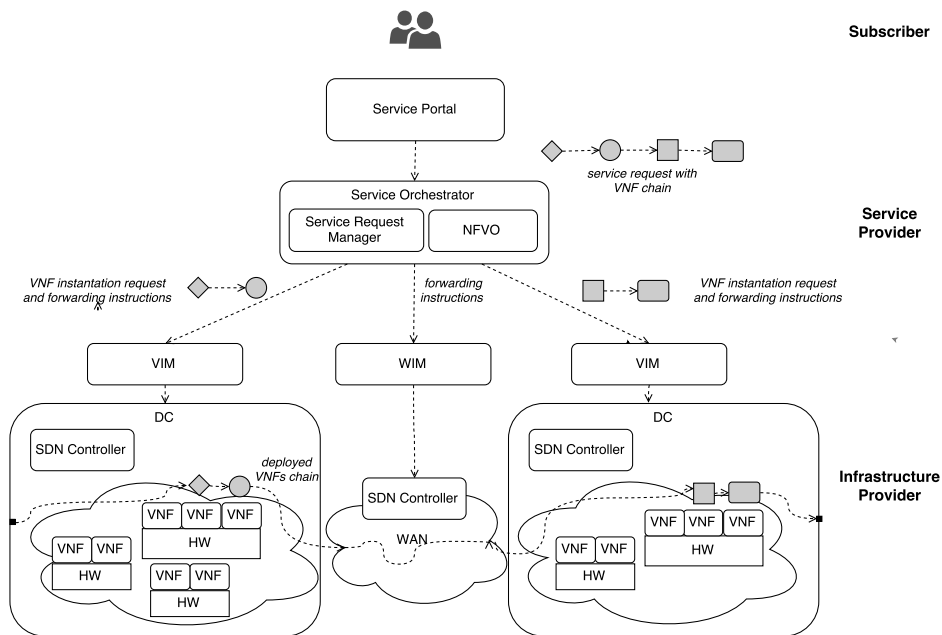 Subscriber
Service Portal
service request with
VNF chain
Service Orchestrator
Service Request
Manager
NFVO
Service
Provider
VNF instantation request
and forwarding instructions
forwarding
instructions
VNF instantation request
and forwarding instructions
VIM
WIM
VIM
DC
DC
SDN Controller
SDN Controller
deployed
VNFs chain
SDN Controller
Infrastructure
Provider
VNF VNF VNF
HW
VNF VNF
HW
VNF VNF
HW
WAN
VNF VNF VNF
HW
VNF VNF
HW